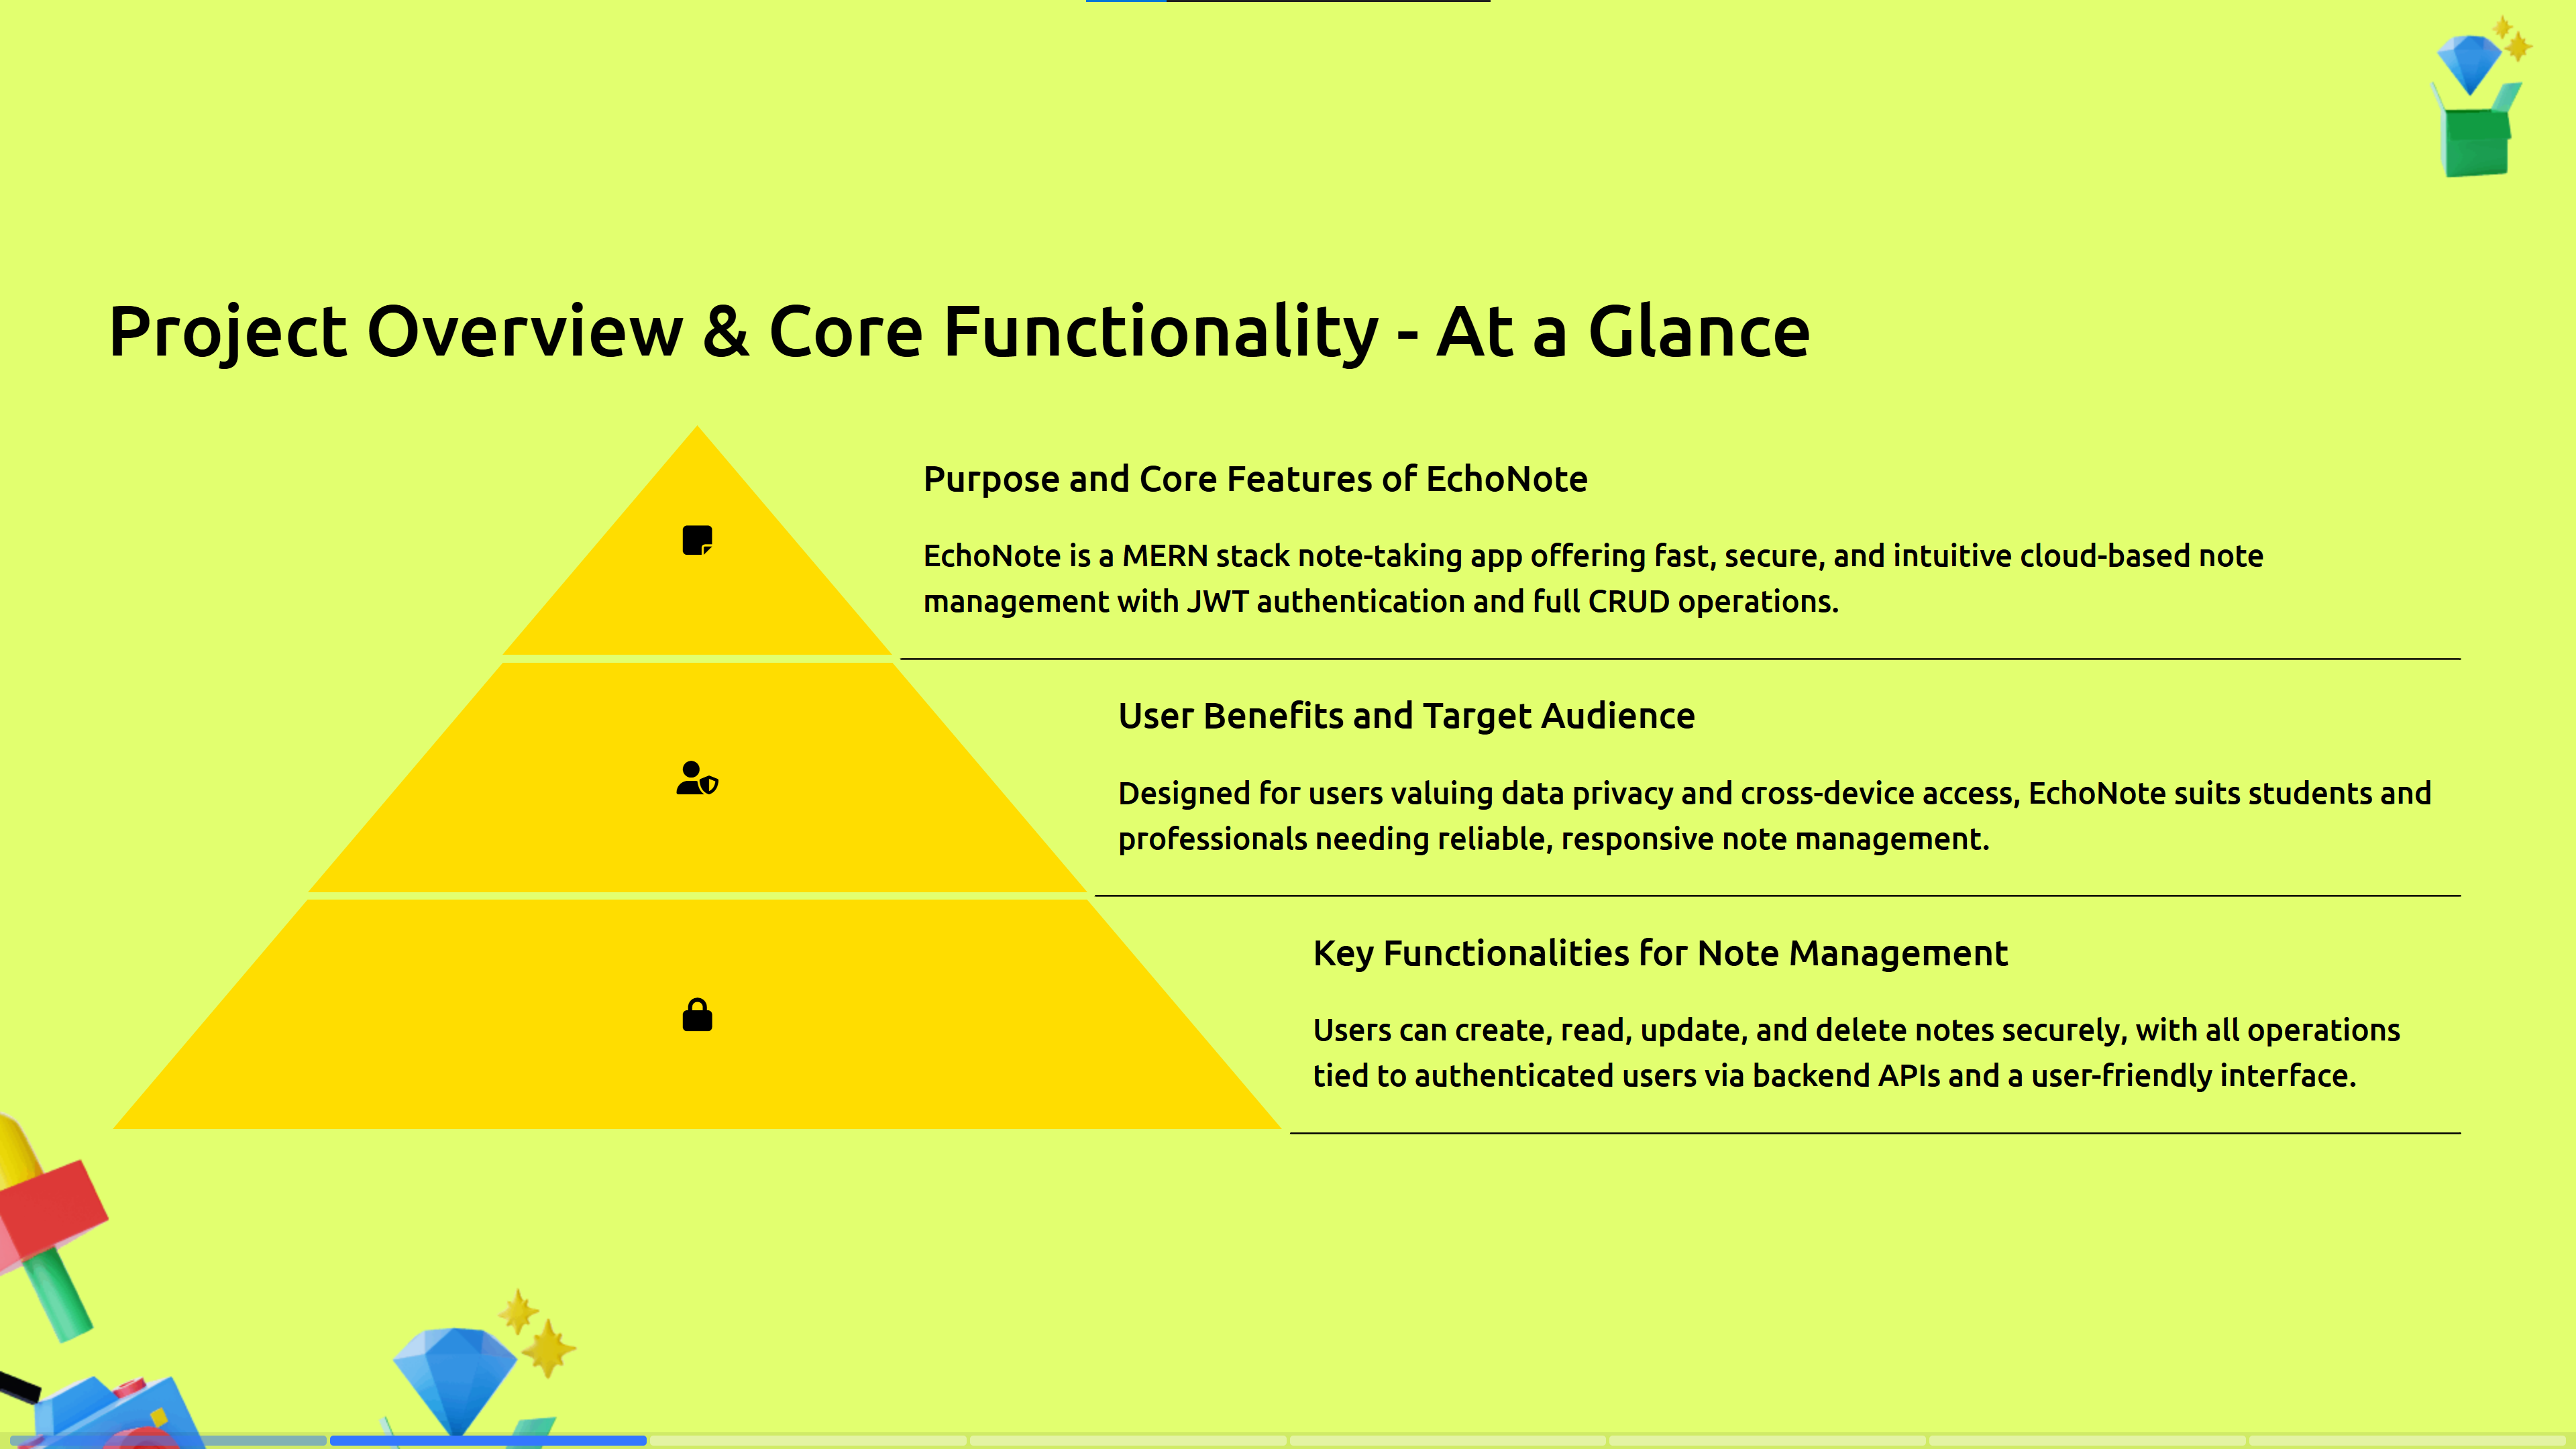 Project Overview & Core Functionality - At a Glance
Purpose and Core Features of EchoNote
EchoNote is a MERN stack note-taking app offering fast, secure, and intuitive cloud-based note
management with JWT authentication and full CRUD operations.
User Benefits and Target Audience
Designed for users valuing data privacy and cross-device access, EchoNote suits students and
professionals needing reliable, responsive note management.
Key Functionalities for Note Management
Users can create, read, update, and delete notes securely, with all operations
tied to authenticated users via backend APIs and a user-friendly interface.